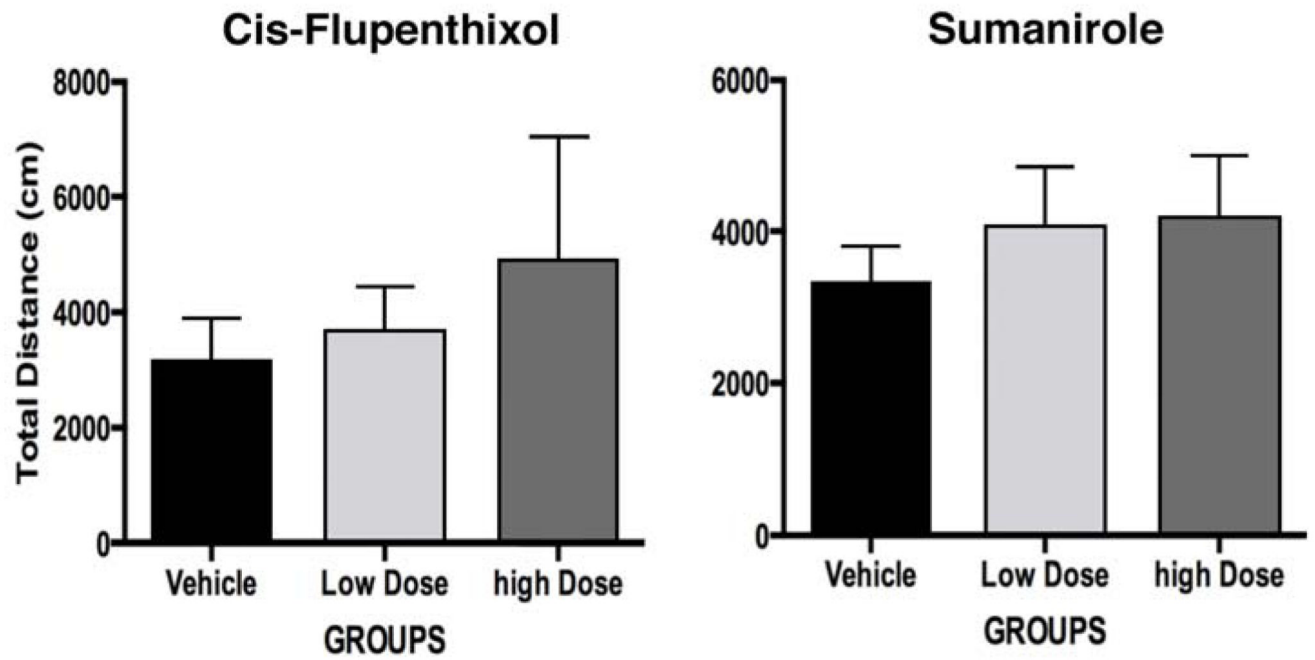 Cis-Flupenthixol
Total Distance (cm)
8000
6000
4000
2000
0
Vehicle Low Dose high Dose
GROUPS
Sumanirole
6000
4000
2000
0
Vehicle Low Dose high Dose
GROUPS